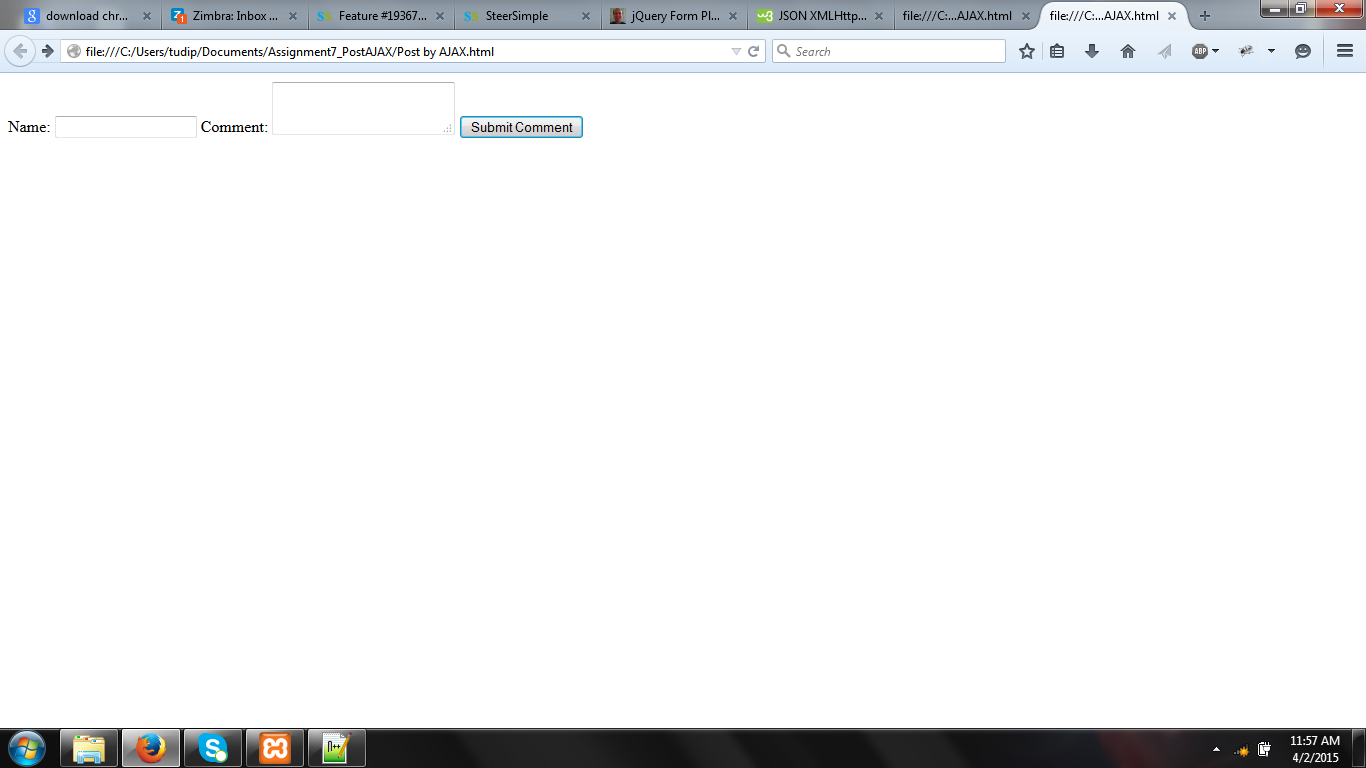 download chr... Zimbra: Inbox ... Feature #19367... SteerSimple jQuery Form Pl... JSON XMLHttp... file:///C:...AJAX.html file:///C:...AJAX.html
file:///C:/Users/tudip/Documents/Assignment7_PostAJAX/Post by AJAX.html Search ABP
Name: Comment: Submit Comment
11:57 AM
4/2/2015